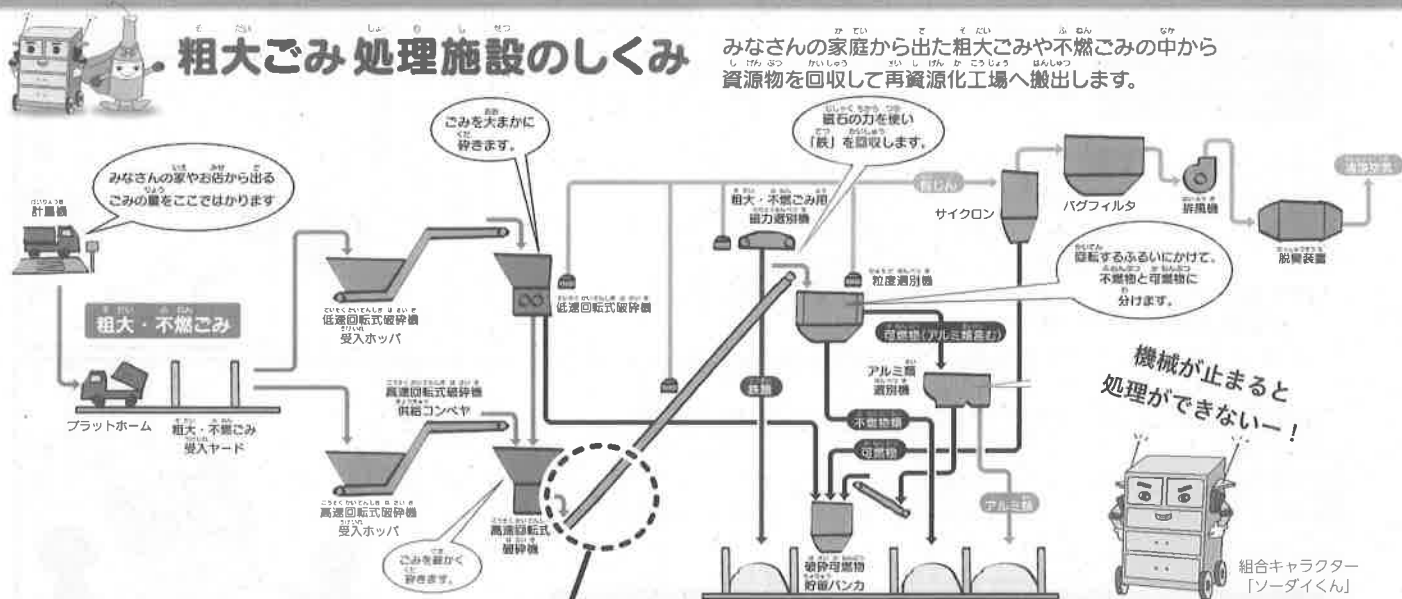 粗大ごみ処理施設のしくみ
みなさんの家庭から出た粗大ごみや不燃ごみの中から
資源物を回収して再資源化工場へ搬出します。
計量機
みなさんの家やお店から出る
ごみの量をここではかります
粗大・不燃ごみ
プラットホーム
粗大・不燃ごみ
受入ヤード
低速回転式破砕機
受入ホッパ
高速回転式破砕機
供給コンベヤ
高速回転式破砕機
受入ホッパ
ごみを大まかに
砕きます。
低速回転式破砕機
高速回転式
破砕機
ごみを細かく
砕きます。
磁石の力を使い
「鉄」を回収します。
粗大・不燃ごみ用
磁力選別機
粒度選別機
回転するふるいにかけて、
不燃物と可燃物に
分けます。
可燃物(アルミ類含む)
アルミ類
選別機
鉄類
不燃物類
可燃物
アルミ類
破砕可燃物
貯留バンカ
粉じん
サイクロン
バグフィルタ
排風機
脱臭装置
清浄空気
機械が止まると
処理ができないー!
組合キャラクター
「ソーダイくん」